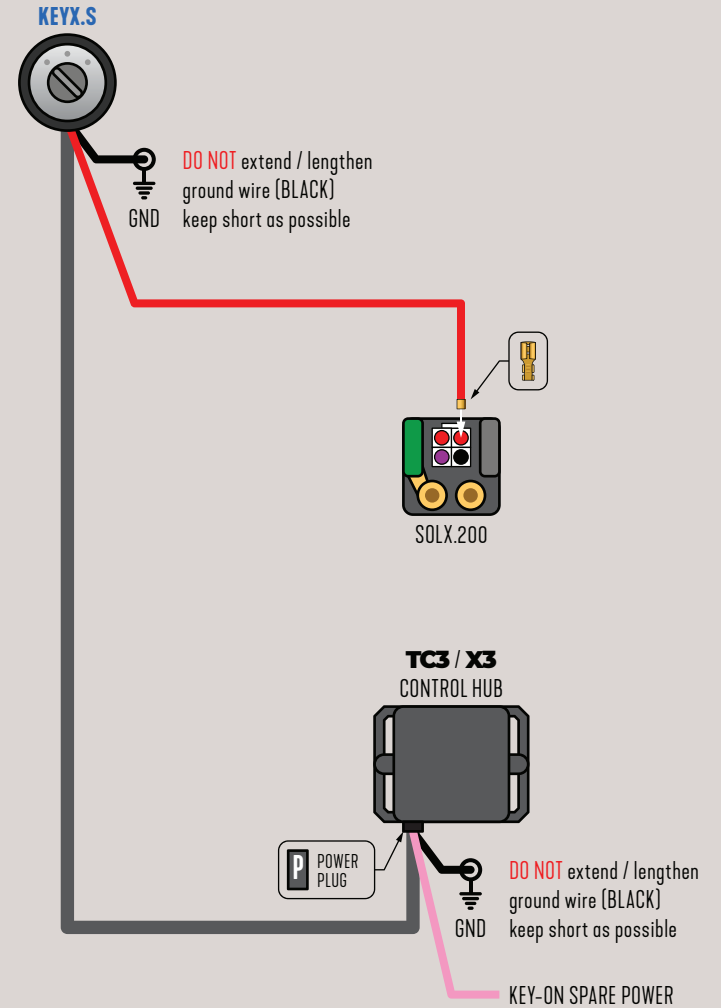 KEYX.S
DO NOT extend / lengthen
ground wire (BLACK)
keep short as possible
GND
SOLX.200
TC3 / X3
CONTROL HUB
P
POWER
PLUG
DO NOT extend / lengthen
ground wire (BLACK)
keep short as possible
GND
KEY-ON SPARE POWER